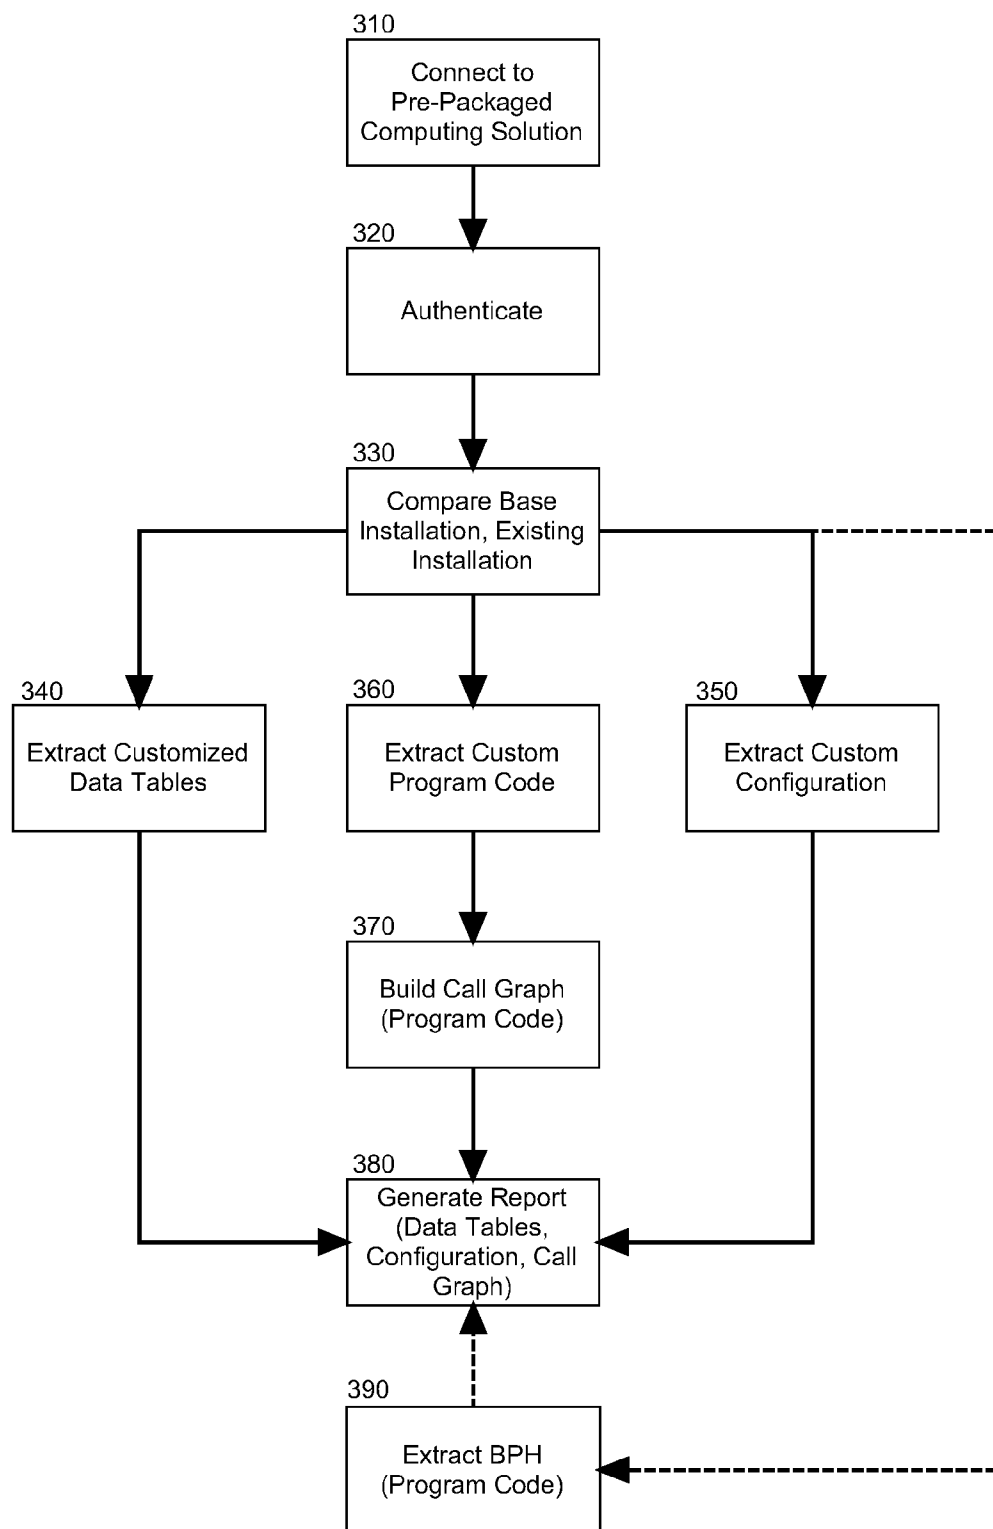 310
Connect to
Pre-Packaged
Computing Solution
320
Authenticate
330
Compare Base
Installation, Existing
Installation
340
Extract Customized
Data Tables
360
Extract Custom
Program Code
350
Extract Custom
Configuration
370
Build Call Graph
(Program Code)
380
Generate Report
(Data Tables,
Configuration, Call
Graph)
390
Extract BPH
(Program Code)